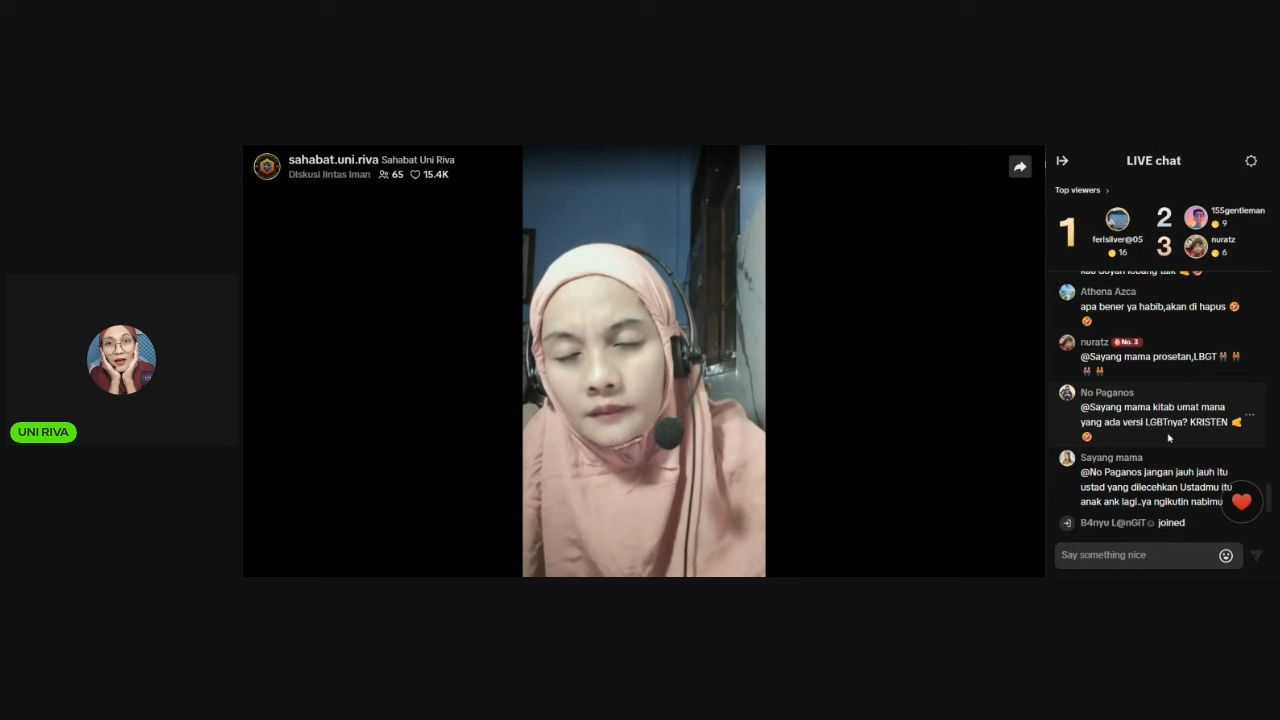 sahabat.uni.riva Sahabat Uni Riva
Diskusi lintas iman 65 15.4K
UNI RIVA
LIVE chat
Top viewers >
1
ferisilver@05
16
2
155gentleman
9
3
nuratz
6
Athena Azca
apa bener ya habib,akan di hapus 🤣
🤣
nuratz No. 3
@Sayang mama prosetan,LBGT
No Paganos
@Sayang mama kitab umat mana
yang ada versi LGBTnya? KRISTEN
🤣
Sayang mama
@No Paganos jangan jauh jauh itu
ustad yang dilecehkan Ustadmu itu
anak ank lagi..ya ngikutin nabimu
B4nyu L@nGiT☺ joined
Say something nice